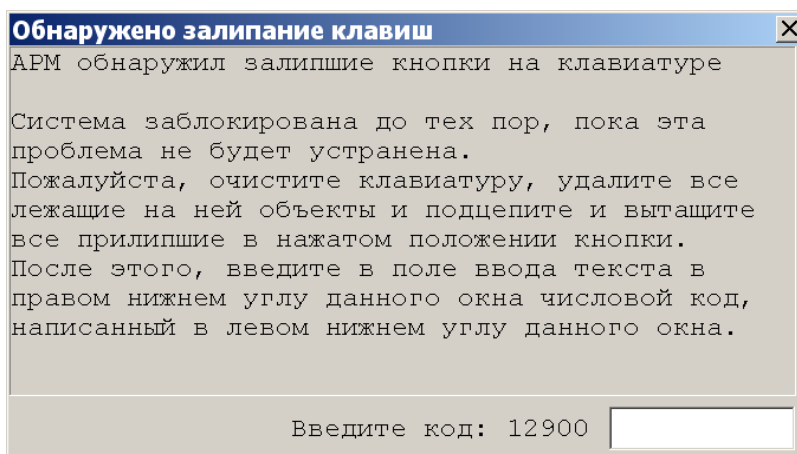 Обнаружено залипание клавиш
АРМ обнаружил залипшие кнопки на клавиатуре
Система заблокирована до тех пор, пока эта
проблема не будет устранена.
Пожалуйста, очистите клавиатуру, удалите все
лежащие на ней объекты и подцепите и вытащите
все прилипшие в нажатом положении кнопки.
После этого, введите в поле ввода текста в
правом нижнем углу данного окна числовой код,
написанный в левом нижнем углу данного окна.
Введите код: 12900